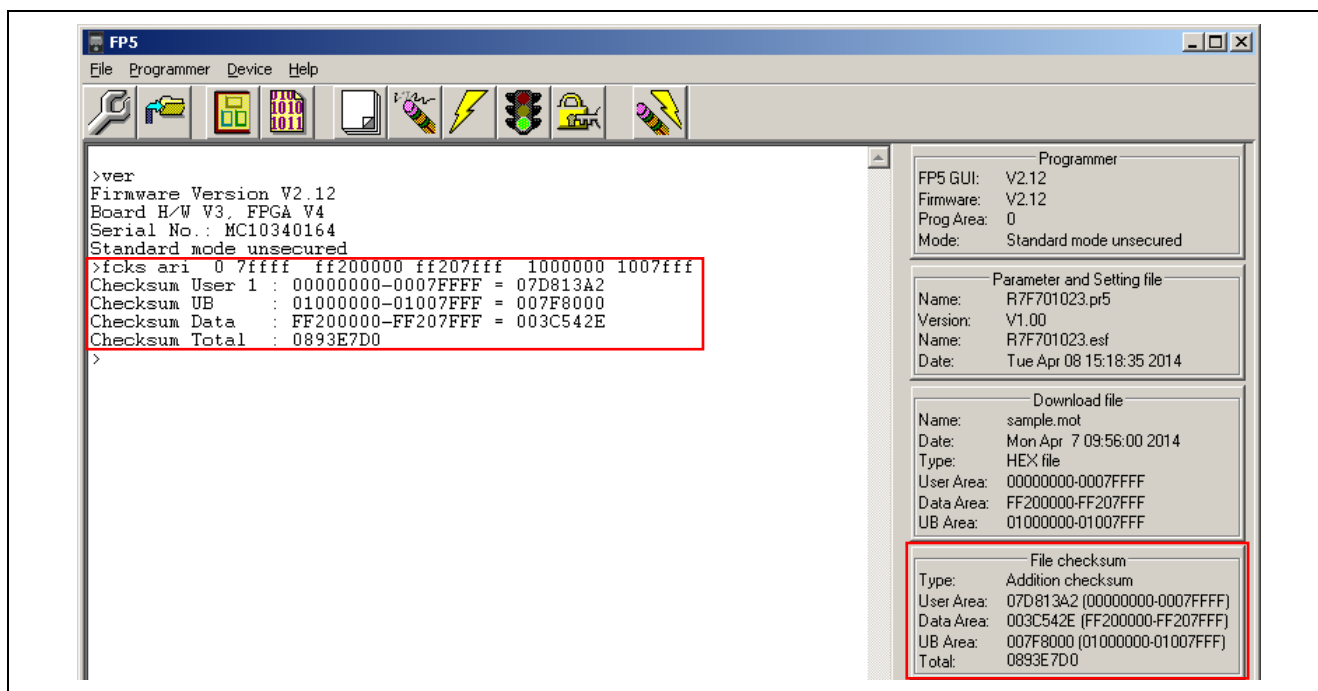 FP5
File Programmer Device Help
010
1010
1011
>ver
Firmware Version V2.12
Board H/W V3, FPGA V4
Serial No.: MC10340164
Standard mode unsecured
>fcks ari 0 7ffff ff200000 ff207fff 1000000 1007fff
Checksum User 1 : 00000000-0007FFFF = 07D813A2
Checksum UB : 01000000-01007FFF = 007F8000
Checksum Data : FF200000-FF207FFF = 003C542E
Checksum Total : 0893E7D0
>
Programmer
FP5 GUI: V2.12
Firmware: V2.12
Prog Area: 0
Mode: Standard mode unsecured
Parameter and Setting file
Name: R7F701023.pr5
Version: V1.00
Name: R7F701023.esf
Date: Tue Apr 08 15:18:35 2014
Download file
Name: sample.mot
Date: Mon Apr 7 09:56:00 2014
Type: HEX file
User Area: 00000000-0007FFFF
Data Area: FF200000-FF207FFF
UB Area: 01000000-01007FFF
File checksum
Type: Addition checksum
User Area: 07D813A2 (00000000-0007FFFF)
Data Area: 003C542E (FF200000-FF207FFF)
UB Area: 007F8000 (01000000-01007FFF)
Total: 0893E7D0